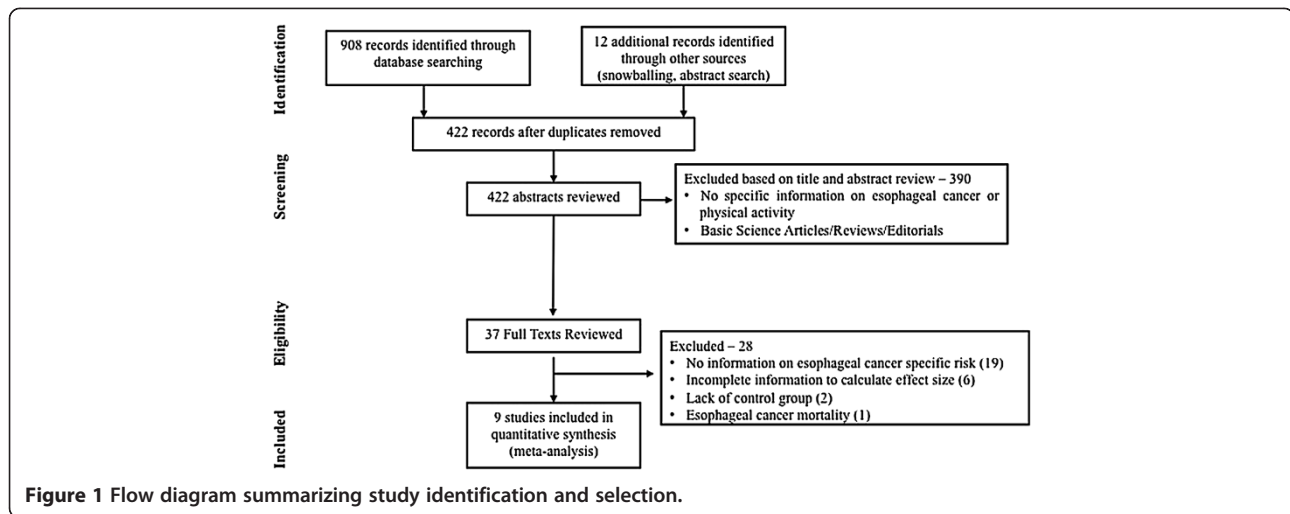 Identification
908 records identified through
database searching
12 additional records identified
through other sources
(snowballing, abstract search)
422 records after duplicates removed
Screening
422 abstracts reviewed
Excluded based on title and abstract review – 390
• No specific information on esophageal cancer or
physical activity
• Basic Science Articles/Reviews/Editorials
Eligibility
37 Full Texts Reviewed
Excluded – 28
• No information on esophageal cancer specific risk (19)
• Incomplete information to calculate effect size (6)
• Lack of control group (2)
• Esophageal cancer mortality (1)
Included
9 studies included in
quantitative synthesis
(meta-analysis)
Figure 1 Flow diagram summarizing study identification and selection.